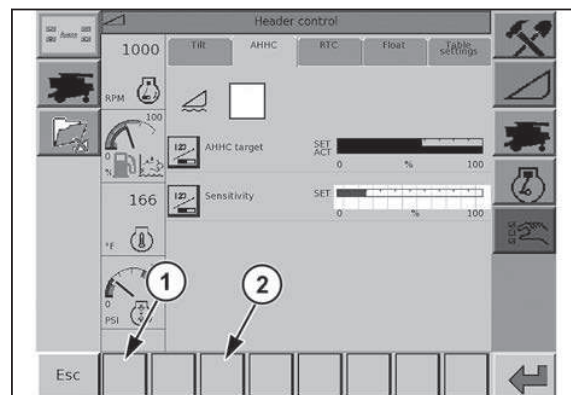 Header control
1000
RPM
Tilt
AHHC
RTC
Float
Table settings
100
0
%
AHHC target
SET
ACT
0 % 100
166
°F
Sensitivity
SET
0 % 100
0
PSI
1
2
Esc